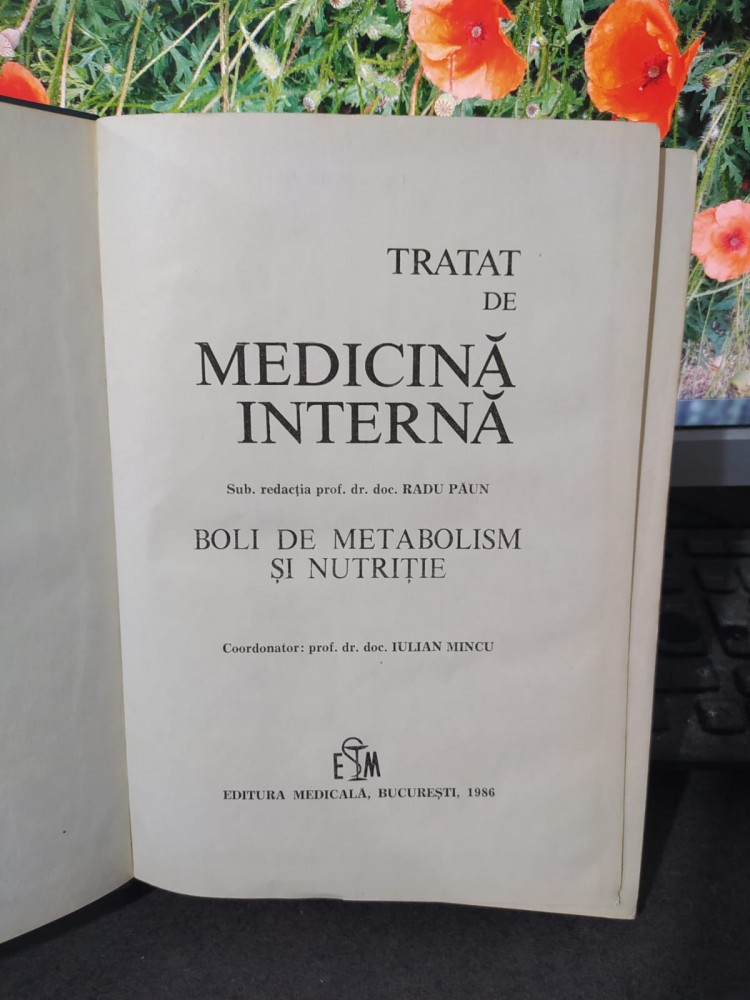 TRATAT
DE
MEDICINĂ
INTERNĂ
Sub. redacția prof. dr. doc. RADU PĂUN
BOLI DE METABOLISM
ȘI NUTRIȚIE
Coordonator: prof. dr. doc. IULIAN MINCU
EM
EDITURA MEDICALĂ, BUCUREȘTI, 1986